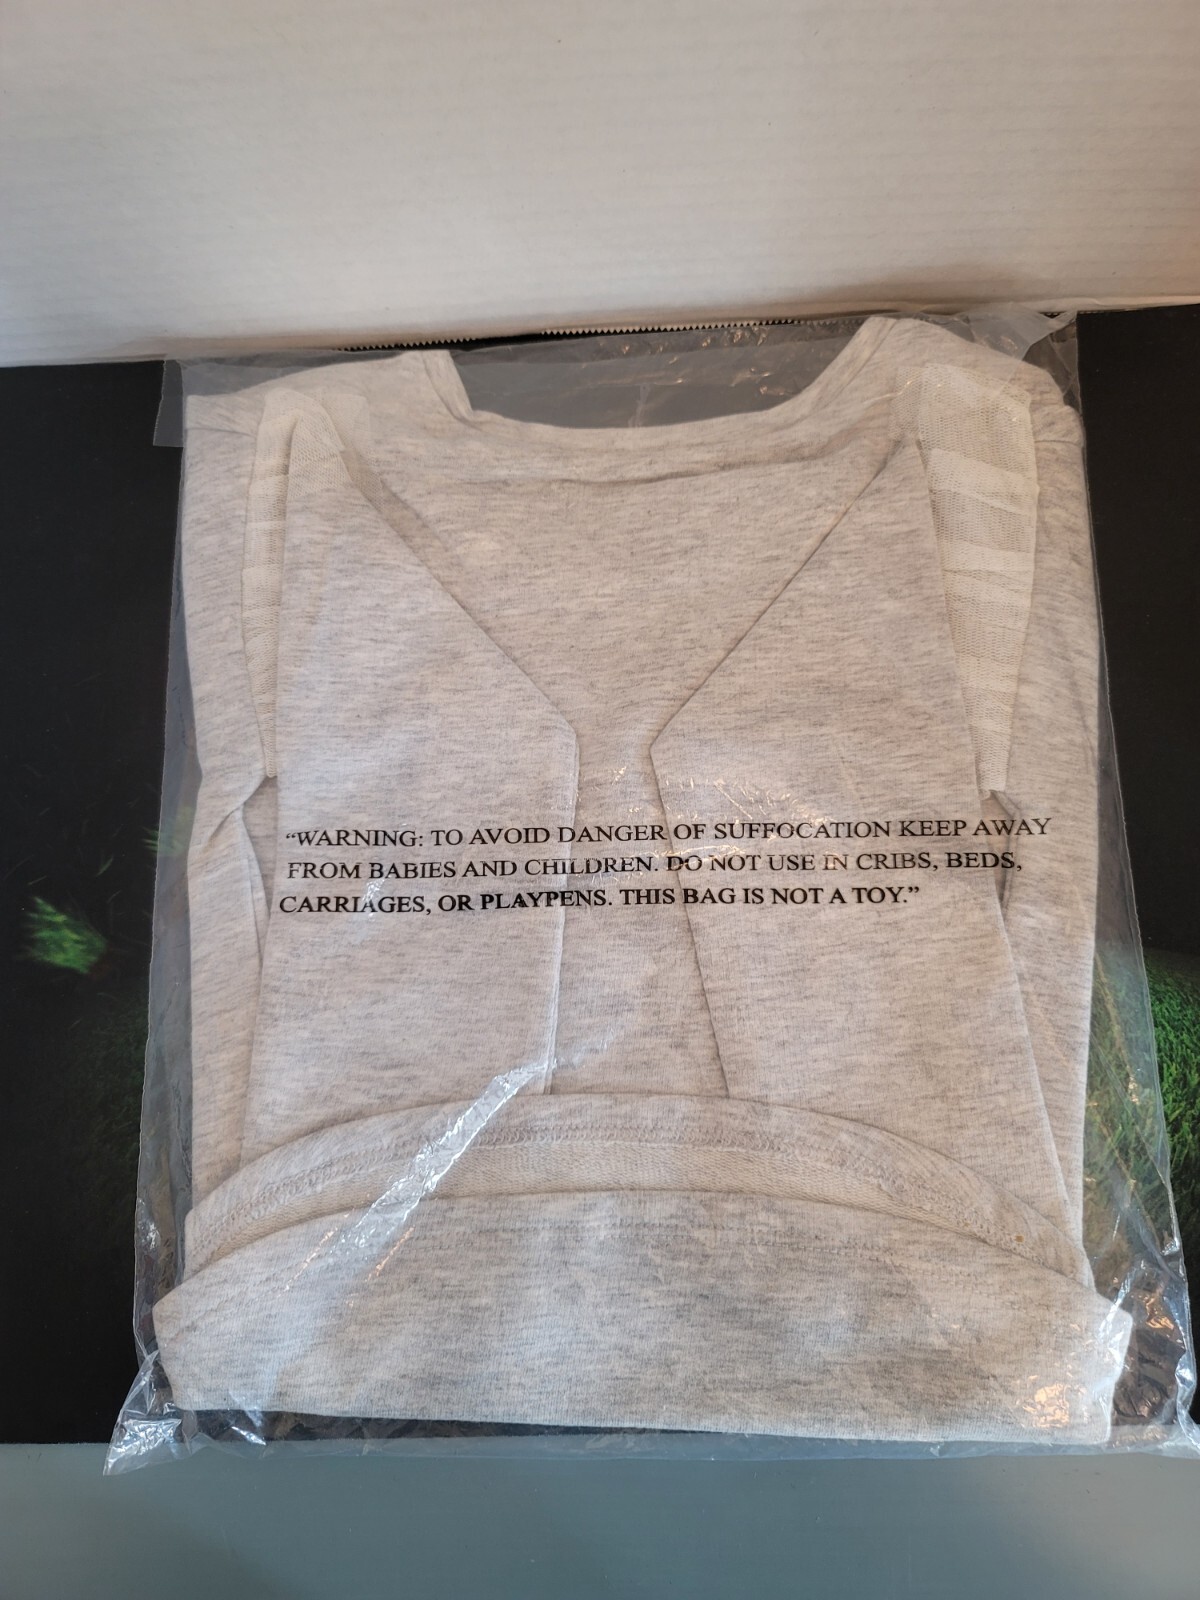 “WARNING: TO AVOID DANGER OF SUFFOCATION KEEP AWAY
FROM BABIES AND CHILDREN. DO NOT USE IN CRIBS, BEDS,
CARRIAGES, OR PLAYPENS. THIS BAG IS NOT A TOY.”